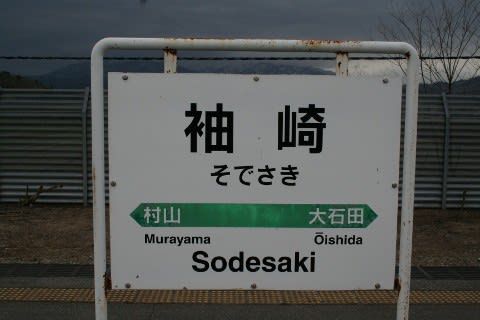 袖崎
そでさき
村山 大石田
Murayama Ōishida
Sodesaki